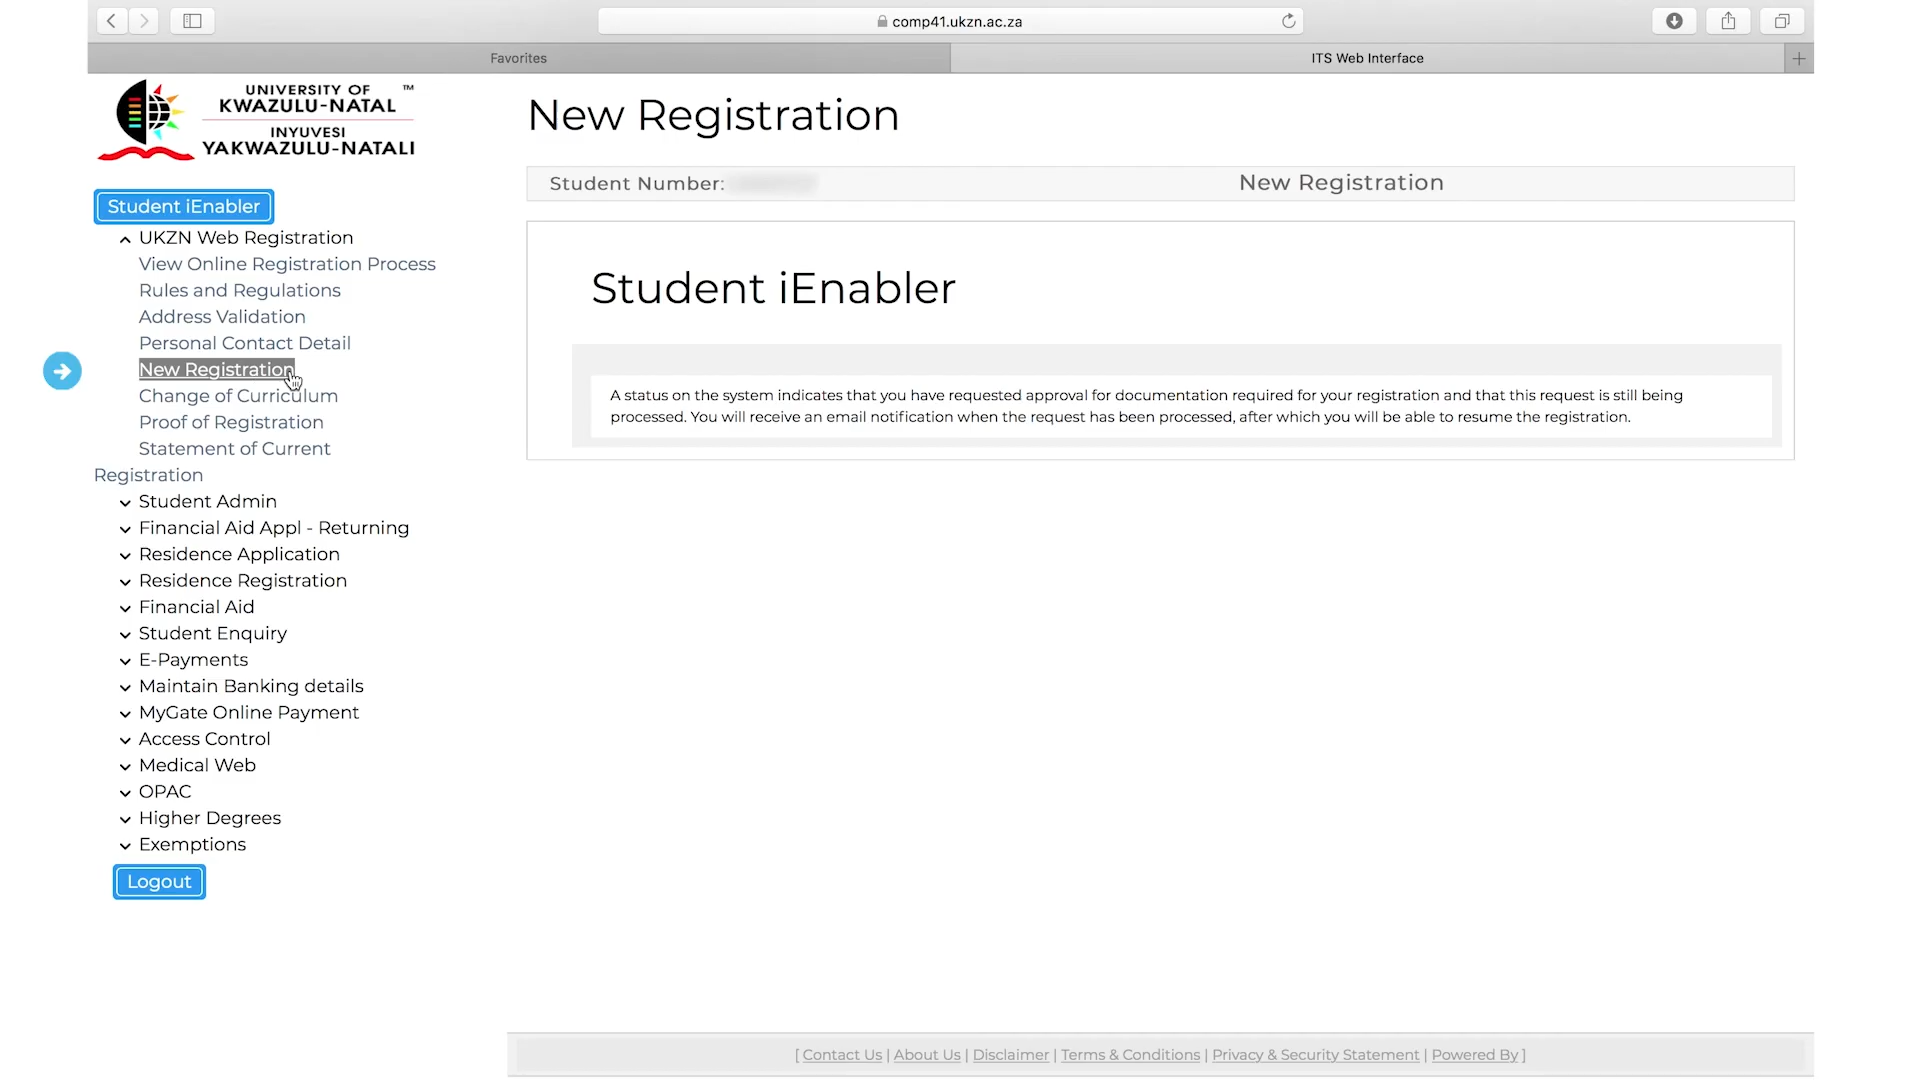 comp41.ukzn.ac.za
Favorites
ITS Web Interface
UNIVERSITY OF ™
KWAZULU-NATAL
INYUVESI
YAKWAZULU-NATALI
Student iEnabler
UKZN Web Registration
View Online Registration Process
Rules and Regulations
Address Validation
Personal Contact Detail
New Registration
Change of Curriculum
Proof of Registration
Statement of Current
Registration
Student Admin
Financial Aid Appl - Returning
Residence Application
Residence Registration
Financial Aid
Student Enquiry
E-Payments
Maintain Banking details
MyGate Online Payment
Access Control
Medical Web
OPAC
Higher Degrees
Exemptions
Logout
New Registration
Student Number:
New Registration
Student iEnabler
A status on the system indicates that you have requested approval for documentation required for your registration and that this request is still being
processed. You will receive an email notification when the request has been processed, after which you will be able to resume the registration.
[ Contact Us | About Us | Disclaimer | Terms & Conditions | Privacy & Security Statement | Powered By ]